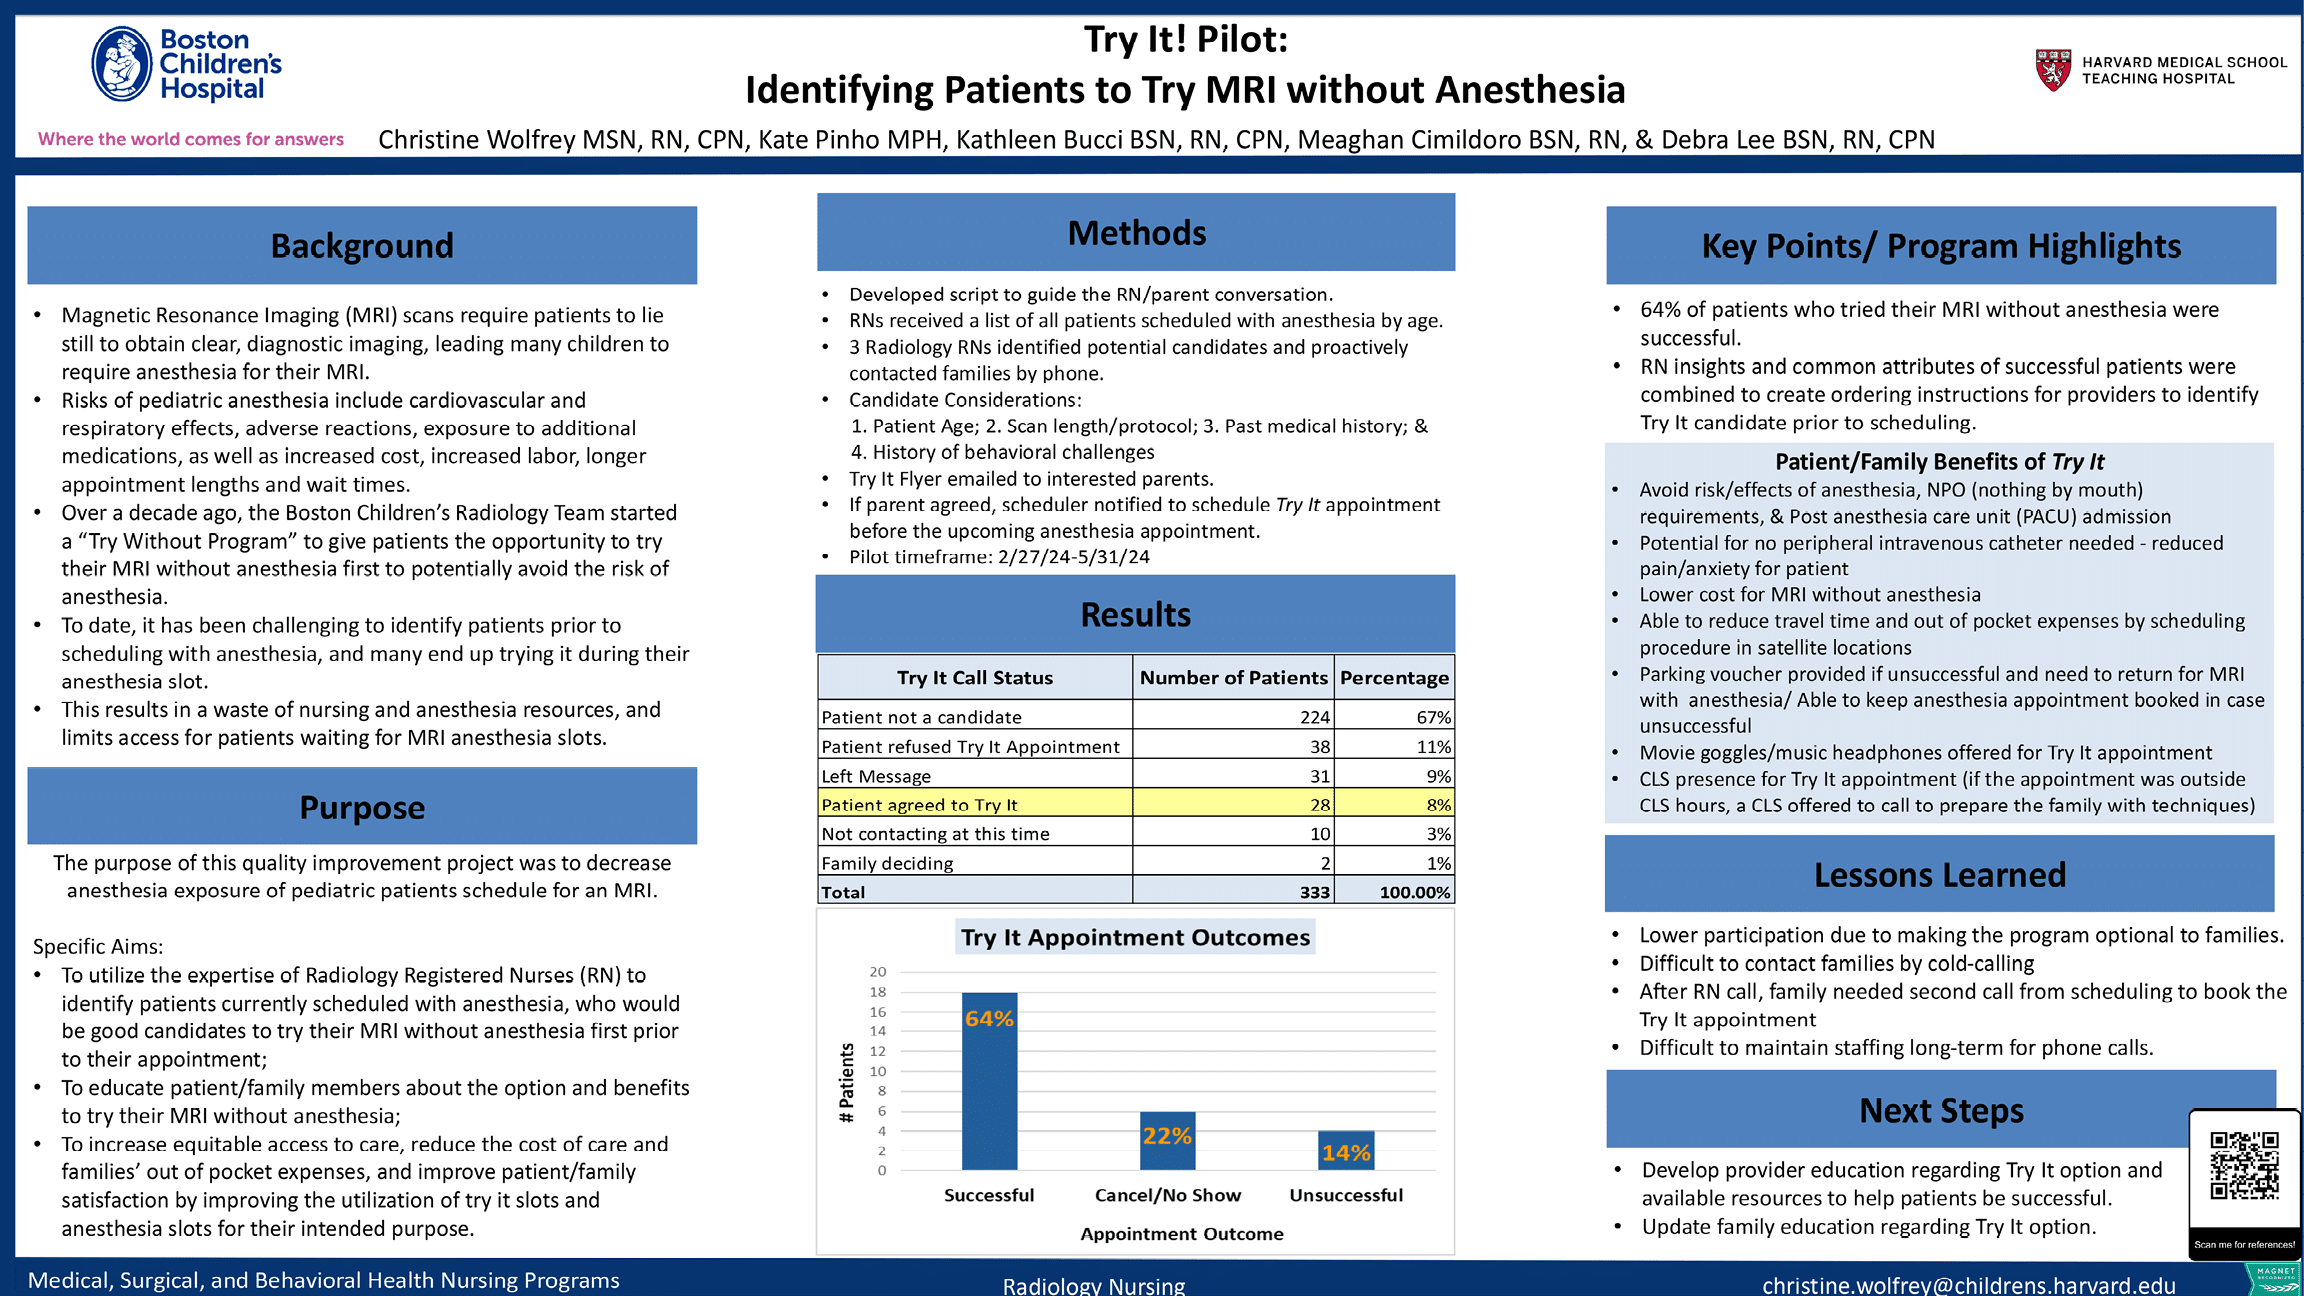 Boston
Children's
Hospital
Where the world comes for answers
Try It! Pilot:
Identifying Patients to Try MRI without Anesthesia
Christine Wolfrey MSN, RN, CPN, Kate Pinho MPH, Kathleen Bucci BSN, RN, CPN, Meaghan Cimildoro BSN, RN, & Debra Lee BSN, RN, CPN
HARVARD MEDICAL SCHOOL
TEACHING HOSPITAL
Background
• Magnetic Resonance Imaging (MRI) scans require patients to lie
still to obtain clear, diagnostic imaging, leading many children to
require anesthesia for their MRI.
• Risks of pediatric anesthesia include cardiovascular and
respiratory effects, adverse reactions, exposure to additional
medications, as well as increased cost, increased labor, longer
appointment lengths and wait times.
• Over a decade ago, the Boston Children's Radiology Team started
a "Try Without Program" to give patients the opportunity to try
their MRI without anesthesia first to potentially avoid the risk of
anesthesia.
• To date, it has been challenging to identify patients prior to
scheduling with anesthesia, and many end up trying it during their
anesthesia slot.
• This results in a waste of nursing and anesthesia resources, and
limits access for patients waiting for MRI anesthesia slots.
Purpose
The purpose of this quality improvement project was to decrease
anesthesia exposure of pediatric patients schedule for an MRI.
Specific Aims:
• To utilize the expertise of Radiology Registered Nurses (RN) to
identify patients currently scheduled with anesthesia, who would
be good candidates to try their MRI without anesthesia first prior
to their appointment;
• To educate patient/family members about the option and benefits
to try their MRI without anesthesia;
• To increase equitable access to care, reduce the cost of care and
families' out of pocket expenses, and improve patient/family
satisfaction by improving the utilization of try it slots and
anesthesia slots for their intended purpose.
Methods
• Developed script to guide the RN/parent conversation.
• RNs received a list of all patients scheduled with anesthesia by age.
• 3 Radiology RNs identified potential candidates and proactively
contacted families by phone.
• Candidate Considerations:
1. Patient Age; 2. Scan length/protocol; 3. Past medical history; &
4. History of behavioral challenges
• Try It Flyer emailed to interested parents.
• If parent agreed, scheduler notified to schedule Try It appointment
before the upcoming anesthesia appointment.
• Pilot timeframe: 2/27/24-5/31/24
Results
Try It Call Status Number of Patients Percentage
Patient not a candidate 224 67%
Patient refused Try It Appointment 38 11%
Left Message 31 9%
Patient agreed to Try It 28 8%
Not contacting at this time 10 3%
Family deciding 2 1%
Total 333 100.00%
Try It Appointment Outcomes
# Patients
20
18
16
14
12
10
8
6
4
2
0
64%
22%
14%
Successful Cancel/No Show Unsuccessful
Appointment Outcome
Key Points/ Program Highlights
• 64% of patients who tried their MRI without anesthesia were
successful.
• RN insights and common attributes of successful patients were
combined to create ordering instructions for providers to identify
Try It candidate prior to scheduling.
Patient/Family Benefits of Try It
• Avoid risk/effects of anesthesia, NPO (nothing by mouth)
requirements, & Post anesthesia care unit (PACU) admission
• Potential for no peripheral intravenous catheter needed - reduced
pain/anxiety for patient
• Lower cost for MRI without anesthesia
• Able to reduce travel time and out of pocket expenses by scheduling
procedure in satellite locations
• Parking voucher provided if unsuccessful and need to return for MRI
with anesthesia/ Able to keep anesthesia appointment booked in case
unsuccessful
• Movie goggles/music headphones offered for Try It appointment
• CLS presence for Try It appointment (if the appointment was outside
CLS hours, a CLS offered to call to prepare the family with techniques)
Lessons Learned
• Lower participation due to making the program optional to families.
• Difficult to contact families by cold-calling
• After RN call, family needed second call from scheduling to book the
Try It appointment
• Difficult to maintain staffing long-term for phone calls.
Next Steps
• Develop provider education regarding Try It option and
available resources to help patients be successful.
• Update family education regarding Try It option.
Scan me for references!
Medical, Surgical, and Behavioral Health Nursing Programs
Radiology Nursing
christine.wolfrey@childrens.harvard.edu
MAGNET
RECOGNIZED